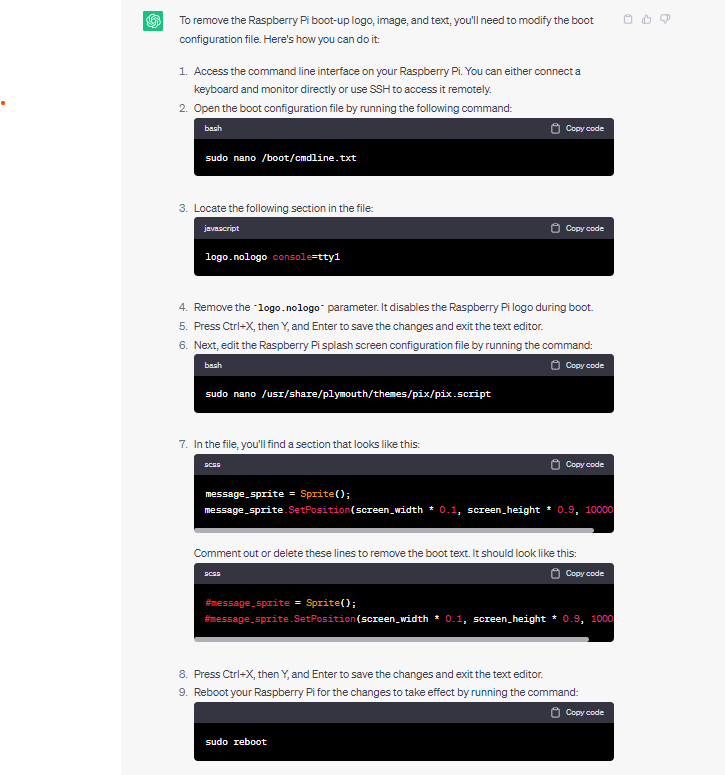 To remove the Raspberry Pi boot-up logo, image, and text, you'll need to modify the boot
configuration file. Here's how you can do it:
1. Access the command line interface on your Raspberry Pi. You can either connect a
keyboard and monitor directly or use SSH to access it remotely.
2. Open the boot configuration file by running the following command:
bash Copy code
sudo nano /boot/cmdline.txt
3. Locate the following section in the file:
javascript Copy code
logo.nologo console=tty1
4. Remove the `logo.nologo` parameter. It disables the Raspberry Pi logo during boot.
5. Press Ctrl+X, then Y, and Enter to save the changes and exit the text editor.
6. Next, edit the Raspberry Pi splash screen configuration file by running the command:
bash Copy code
sudo nano /usr/share/plymouth/themes/pix/pix.script
7. In the file, you'll find a section that looks like this:
scss Copy code
message_sprite = Sprite();
message_sprite.SetPosition(screen_width * 0.1, screen_height * 0.9, 10000
Comment out or delete these lines to remove the boot text. It should look like this:
scss Copy code
#message_sprite = Sprite();
#message_sprite.SetPosition(screen_width * 0.1, screen_height * 0.9, 1000
8. Press Ctrl+X, then Y, and Enter to save the changes and exit the text editor.
9. Reboot your Raspberry Pi for the changes to take effect by running the command:
Copy code
sudo reboot